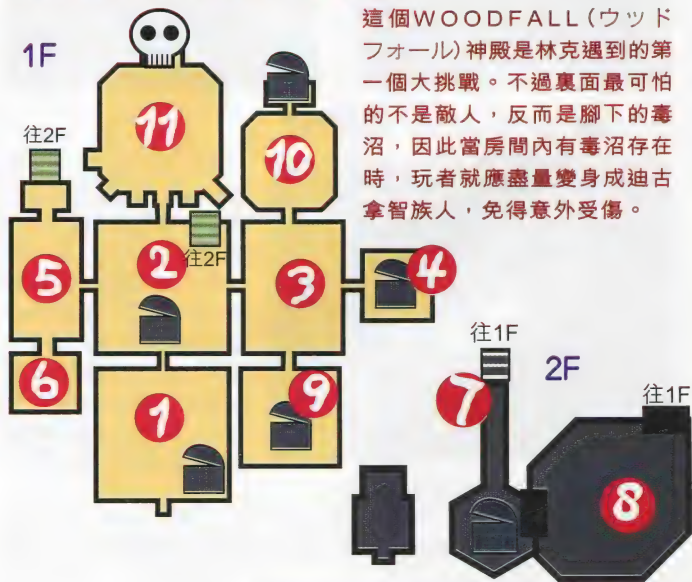 這個WOODFALL(ウッド
フォール)神殿是林克遇到的第
一個大挑戰。不過裏面最可怕
的不是敵人，反而是腳下的毒
沼，因此當房間內有毒沼存在
時，玩者就應盡量變身成迪古
拿智族人，免得意外受傷。
1F
往2F
11
10
往2F
5
2
3
4
6
1
9
往1F
2F
7
往1F
8